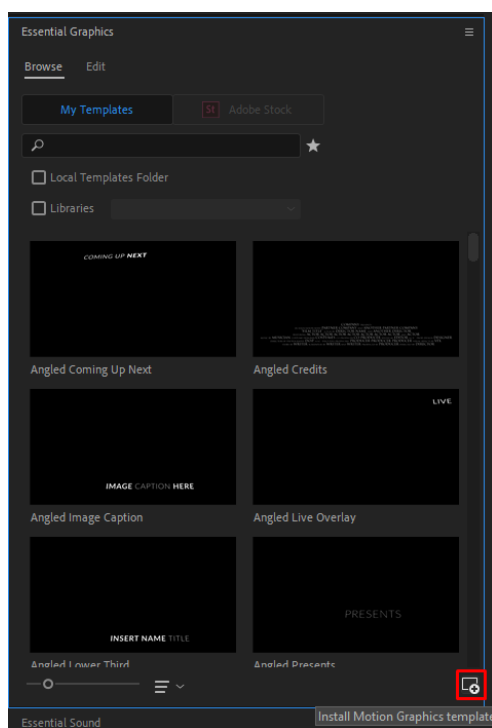 Essential Graphics
Browse Edit
My Templates St Adobe Stock
Local Templates Folder
Libraries
COMING UP NEXT
Angled Coming Up Next Angled Credits
LIVE
IMAGE CAPTION HERE
Angled Image Caption Angled Live Overlay
PRESENTS
INSERT NAME TITLE
Angled Lower Third Angled Presents
Install Motion Graphics template
Essential Sound